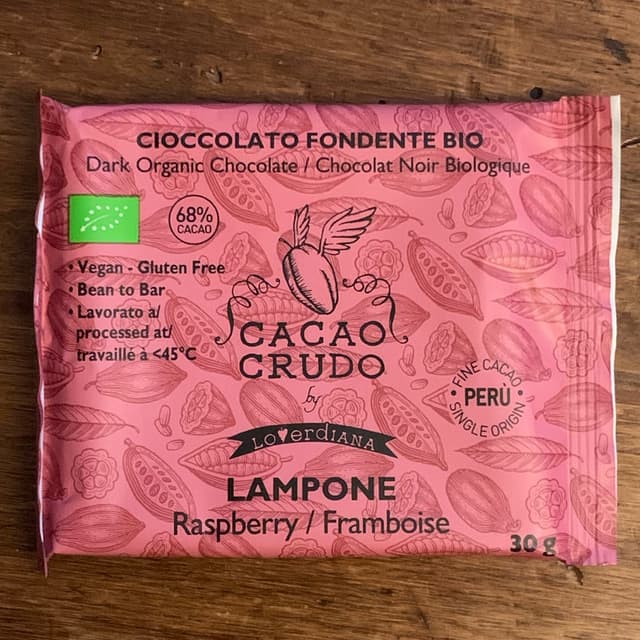 CIOCCOLATO FONDENTE BIO
Dark Organic Chocolate / Chocolat Noir Biologique
68%
CACAO
• Vegan - Gluten Free
• Bean to Bar
• Lavorato a/
processed at/
travaillé à <45°C
CACAO
CRUDO
by
LOVERDIANA
• FINE CACAO •
PERÙ
SINGLE ORIGIN
LAMPONE
Raspberry / Framboise
30 g